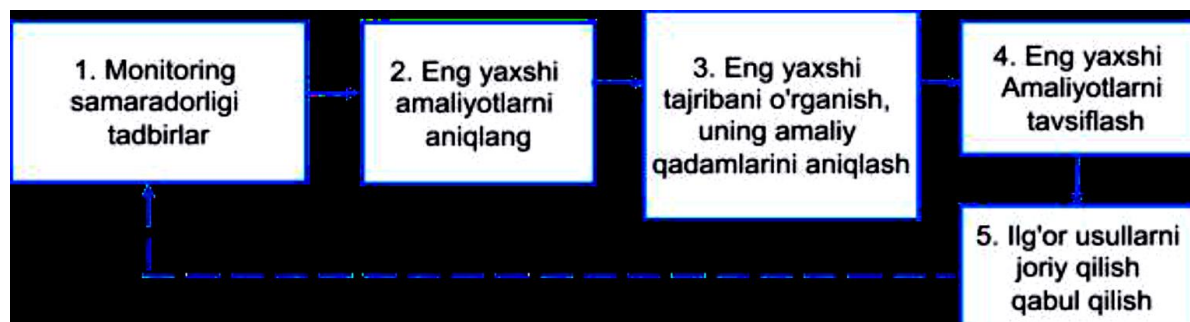 1. Monitoring
samaradorligi
tadbirlar
2. Eng yaxshi
amaliyotlarni
aniqlang
3. Eng yaxshi
tajribani o'rganish,
uning amaliy
qadamlarini aniqlash
4. Eng yaxshi
Amaliyotlarni
tavsiflash
5. Ilg'or usullarni
joriy qilish
qabul qilish